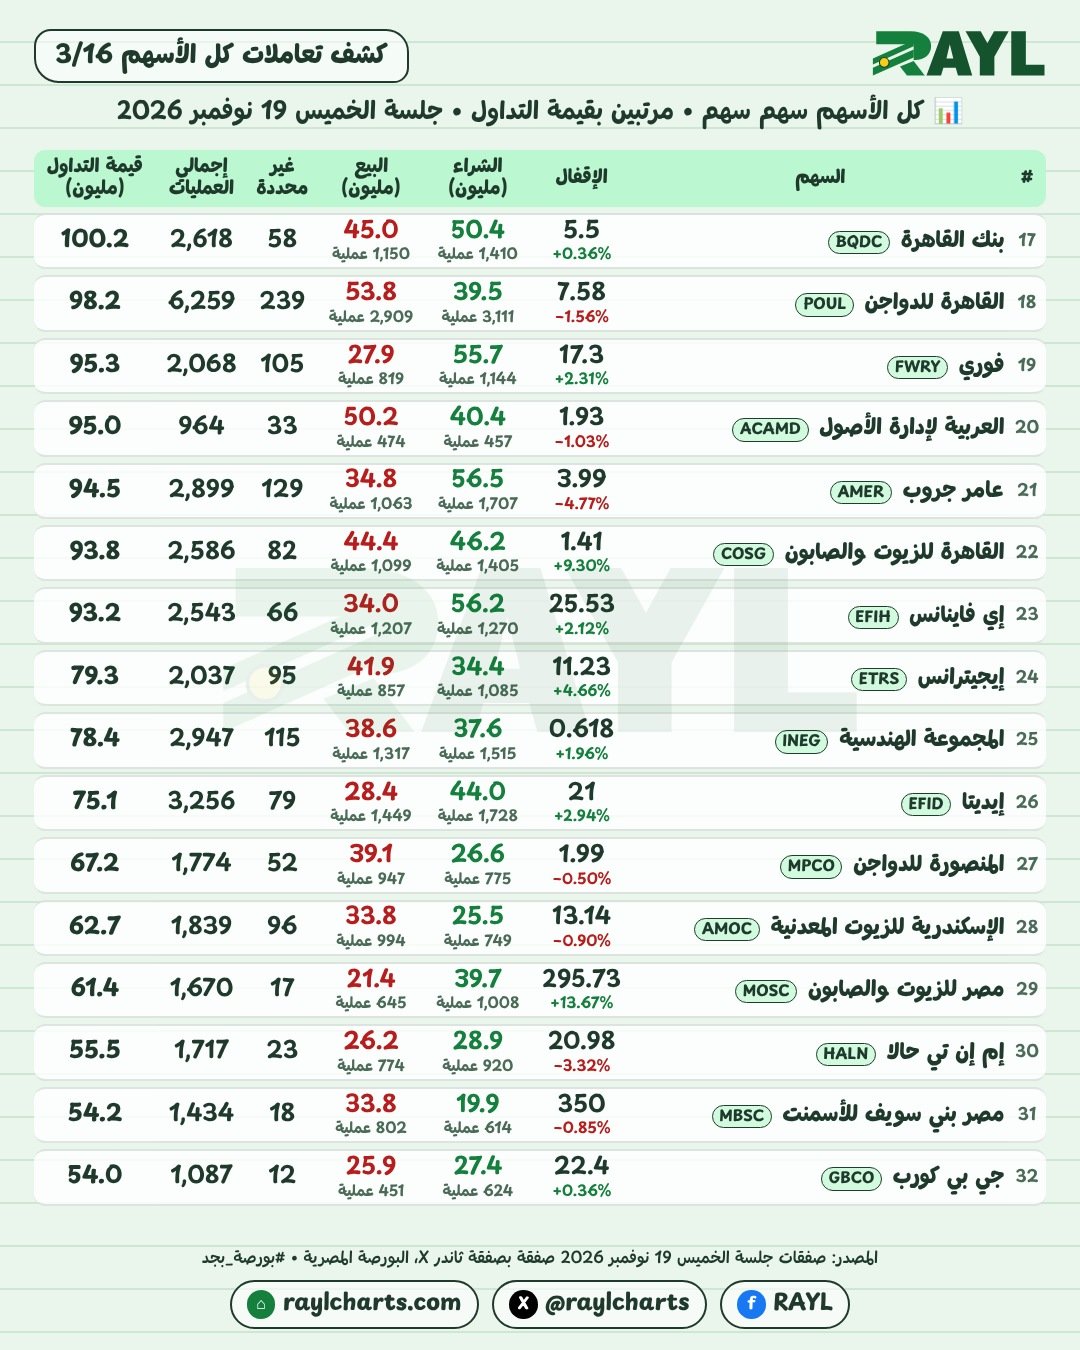 RAYL
كشف تعاملات كل الأسهم 3/16
📊 كل الأسهم سهم سهم • مرتبين بقيمة التداول • جلسة الخميس 19 نوفمبر 2026
# السهم الإقفال الشراء (مليون) البيع (مليون) غير محددة إجمالي العمليات قيمة التداول (مليون)
17 بنك القاهرة BQDC 5.5 +0.36% 50.4 1,410 عملية 45.0 1,150 عملية 58 2,618 100.2
18 القاهرة للدواجن POUL 7.58 −1.56% 39.5 3,111 عملية 53.8 2,909 عملية 239 6,259 98.2
19 فوري FWRY 17.3 +2.31% 55.7 1,144 عملية 27.9 819 عملية 105 2,068 95.3
20 العربية لإدارة الأصول ACAMD 1.93 −1.03% 40.4 457 عملية 50.2 474 عملية 33 964 95.0
21 عامر جروب AMER 3.99 −4.77% 56.5 1,707 عملية 34.8 1,063 عملية 129 2,899 94.5
22 القاهرة للزيوت والصابون COSG 1.41 +9.30% 46.2 1,405 عملية 44.4 1,099 عملية 82 2,586 93.8
23 إي فاينانس EFIH 25.53 +2.12% 56.2 1,270 عملية 34.0 1,207 عملية 66 2,543 93.2
24 إيجيترانس ETRS 11.23 +4.66% 34.4 1,085 عملية 41.9 857 عملية 95 2,037 79.3
25 المجموعة الهندسية INEG 0.618 +1.96% 37.6 1,515 عملية 38.6 1,317 عملية 115 2,947 78.4
26 إيديتا EFID 21 +2.94% 44.0 1,728 عملية 28.4 1,449 عملية 79 3,256 75.1
27 المنصورة للدواجن MPCO 1.99 −0.50% 26.6 775 عملية 39.1 947 عملية 52 1,774 67.2
28 الإسكندرية للزيوت المعدنية AMOC 13.14 −0.90% 25.5 749 عملية 33.8 994 عملية 96 1,839 62.7
29 مصر للزيوت والصابون MOSC 295.73 +13.67% 39.7 1,008 عملية 21.4 645 عملية 17 1,670 61.4
30 إم إن تي حالا HALN 20.98 −3.32% 28.9 920 عملية 26.2 774 عملية 23 1,717 55.5
31 مصر بني سويف للأسمنت MBSC 350 −0.85% 19.9 614 عملية 33.8 802 عملية 18 1,434 54.2
32 جي بي كورب GBCO 22.4 +0.36% 27.4 624 عملية 25.9 451 عملية 12 1,087 54.0
المصدر: صفقات جلسة الخميس 19 نوفمبر 2026 صفقة بصفقة ثاندر X، البورصة المصرية • #بورصة_بجد
RAYL @raylcharts raylcharts.com